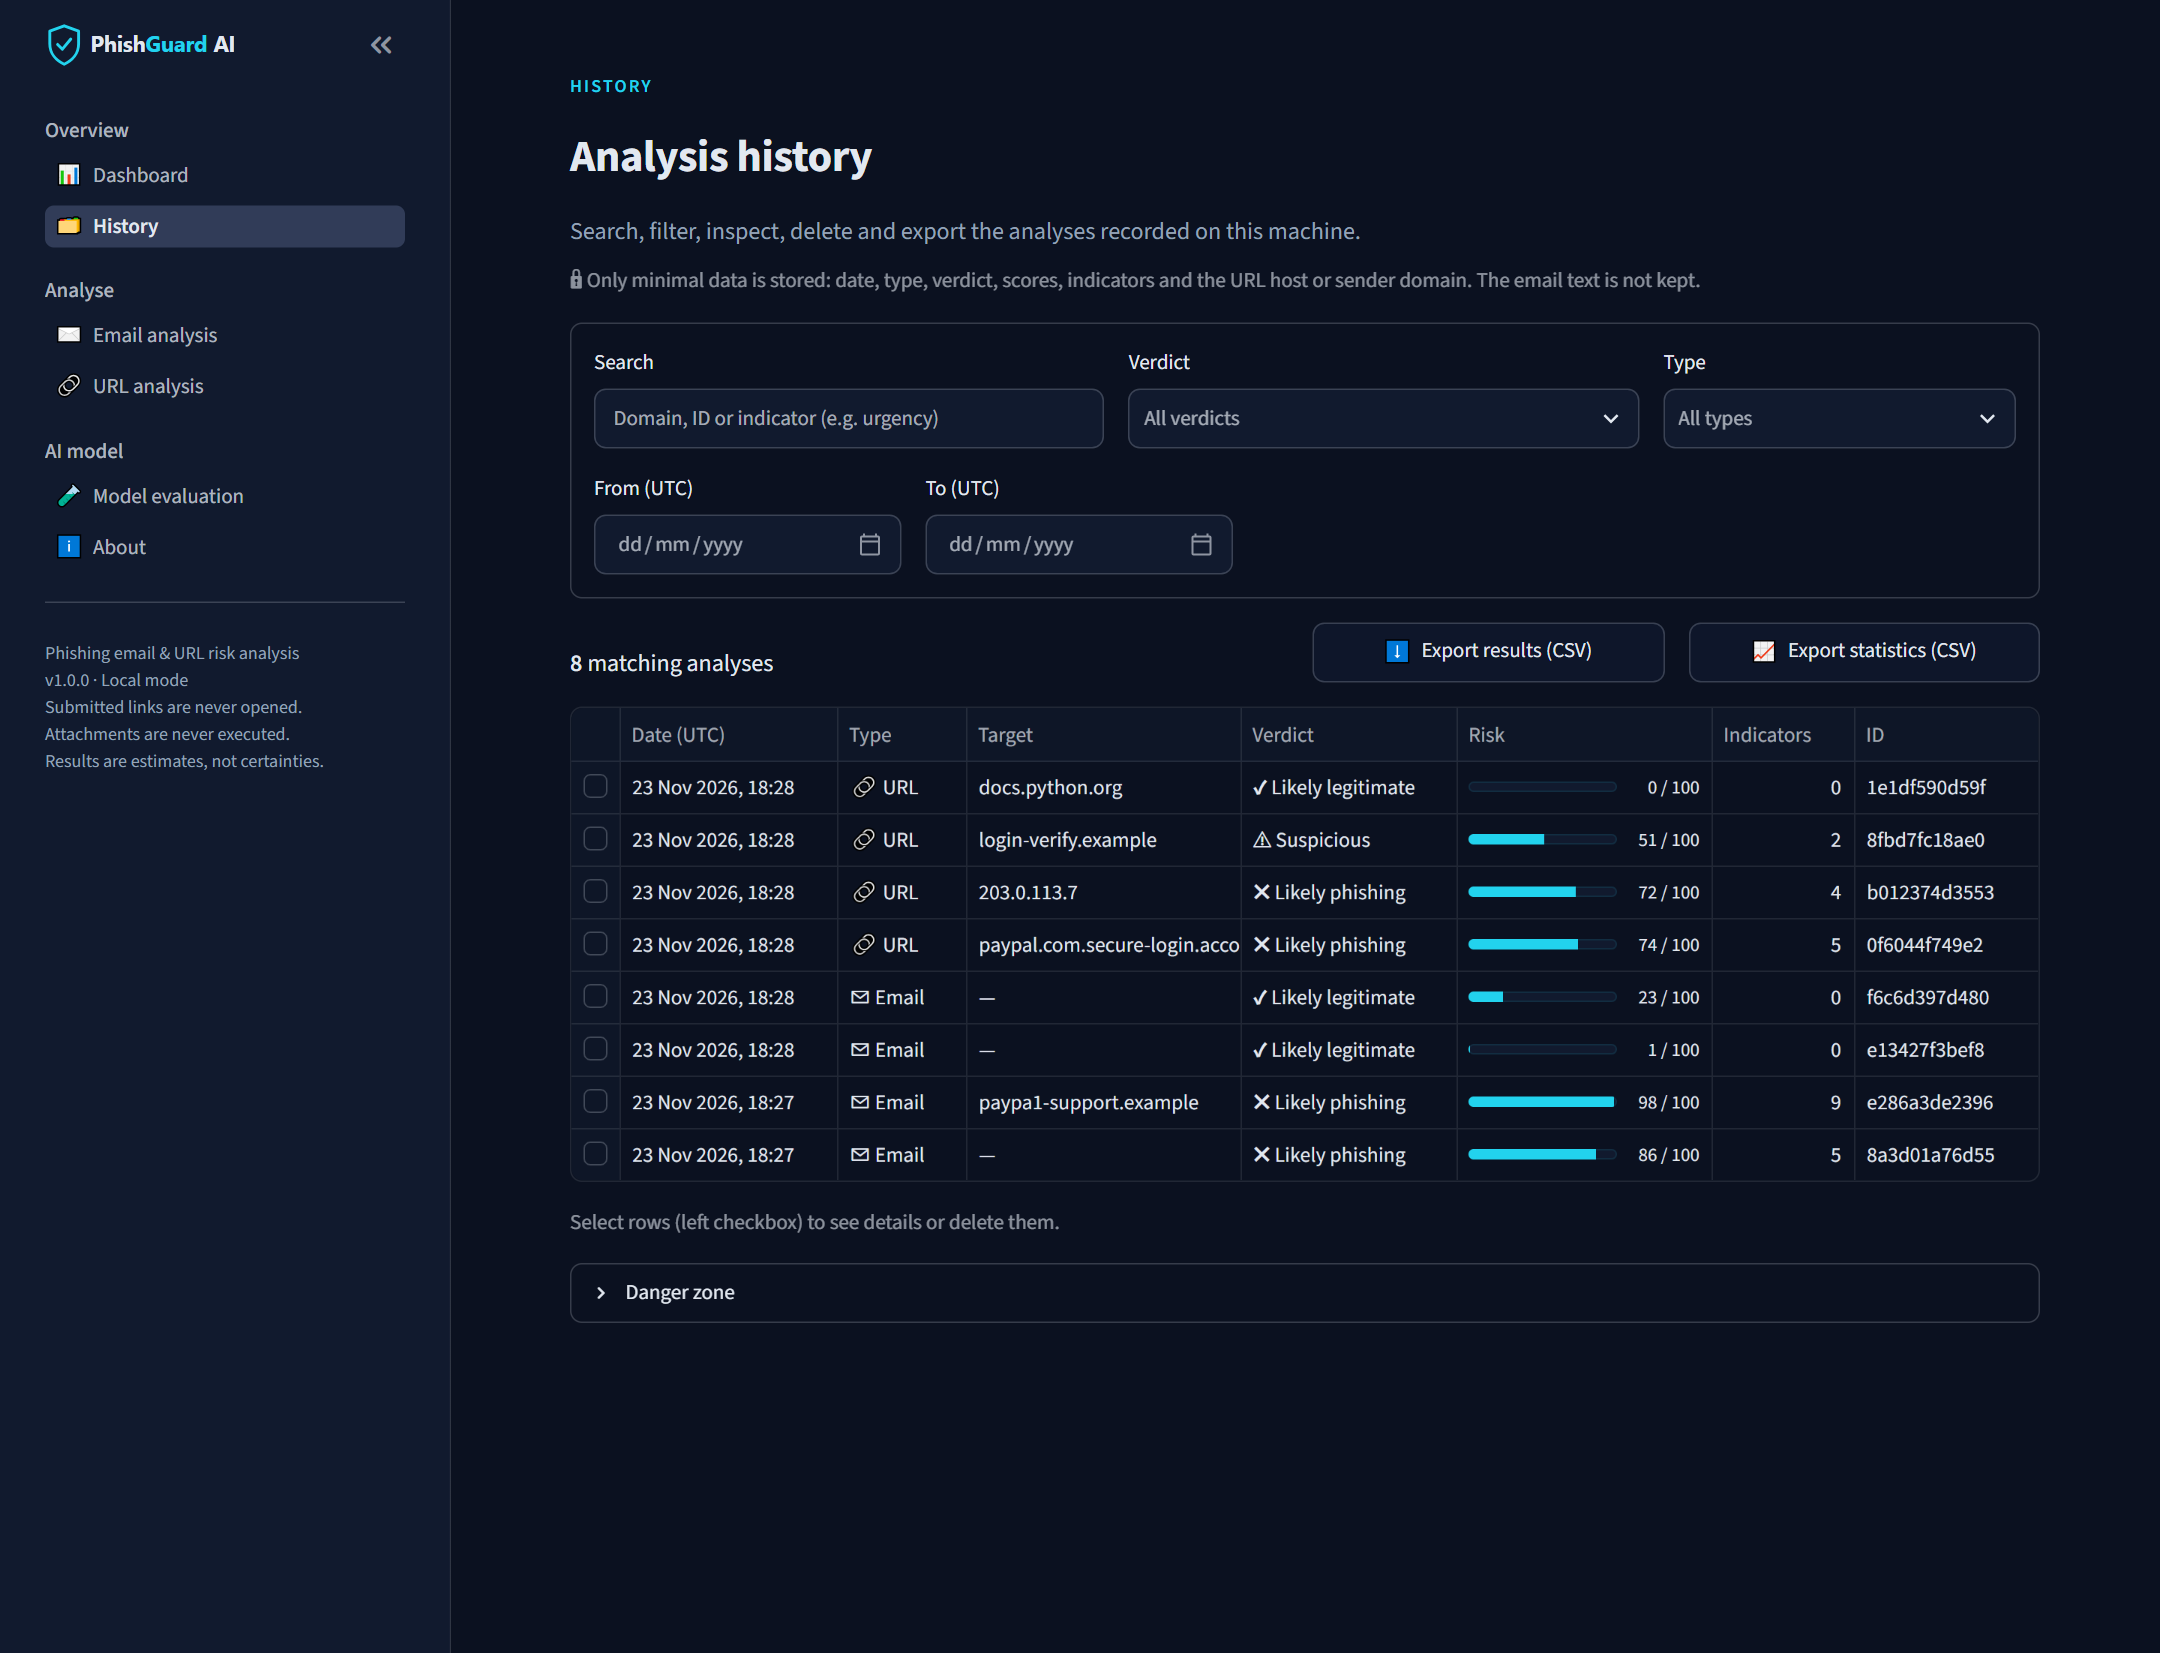 PhishGuard AI
Overview
Dashboard
History
Analyse
Email analysis
URL analysis
AI model
Model evaluation
About
Phishing email & URL risk analysis
v1.0.0 · Local mode
Submitted links are never opened.
Attachments are never executed.
Results are estimates, not certainties.
HISTORY
Analysis history
Search, filter, inspect, delete and export the analyses recorded on this machine.
Only minimal data is stored: date, type, verdict, scores, indicators and the URL host or sender domain. The email text is not kept.
Search Verdict Type
Domain, ID or indicator (e.g. urgency) All verdicts All types
From (UTC) To (UTC)
dd / mm / yyyy dd / mm / yyyy
8 matching analyses Export results (CSV) Export statistics (CSV)
Date (UTC) Type Target Verdict Risk Indicators ID
23 Nov 2026, 18:28 URL docs.python.org ✓ Likely legitimate 0 / 100 0 1e1df590d59f
23 Nov 2026, 18:28 URL login-verify.example ⚠ Suspicious 51 / 100 2 8fbd7fc18ae0
23 Nov 2026, 18:28 URL 203.0.113.7 ✕ Likely phishing 72 / 100 4 b012374d3553
23 Nov 2026, 18:28 URL paypal.com.secure-login.acco ✕ Likely phishing 74 / 100 5 0f6044f749e2
23 Nov 2026, 18:28 Email — ✓ Likely legitimate 23 / 100 0 f6c6d397d480
23 Nov 2026, 18:28 Email — ✓ Likely legitimate 1 / 100 0 e13427f3bef8
23 Nov 2026, 18:27 Email paypa1-support.example ✕ Likely phishing 98 / 100 9 e286a3de2396
23 Nov 2026, 18:27 Email — ✕ Likely phishing 86 / 100 5 8a3d01a76d55
Select rows (left checkbox) to see details or delete them.
Danger zone